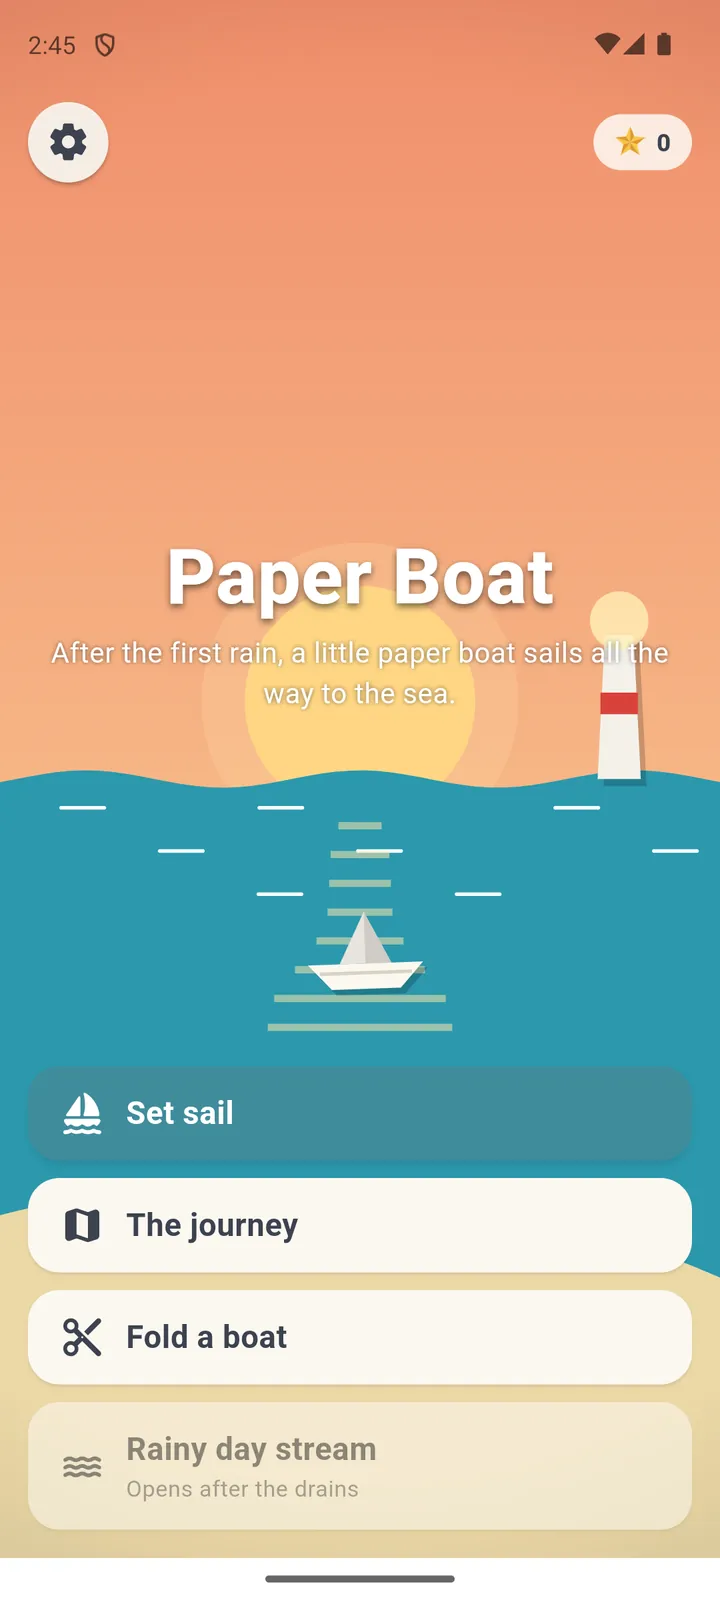 2:45
0
Paper Boat
After the first rain, a little paper boat sails all the
way to the sea.
Set sail
The journey
Fold a boat
Rainy day stream
Opens after the drains